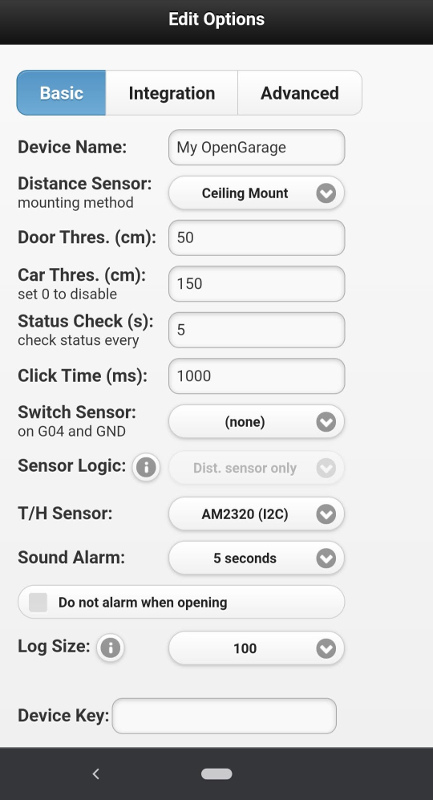 Edit Options
Basic
Integration
Advanced
Device Name:
My OpenGarage
Distance Sensor:
mounting method
Ceiling Mount
Door Thres. (cm):
50
Car Thres. (cm):
set 0 to disable
150
Status Check (s):
check status every
5
Click Time (ms):
1000
Switch Sensor:
on G04 and GND
(none)
Sensor Logic:
Dist. sensor only
T/H Sensor:
AM2320 (I2C)
Sound Alarm:
5 seconds
Do not alarm when opening
Log Size:
100
Device Key: